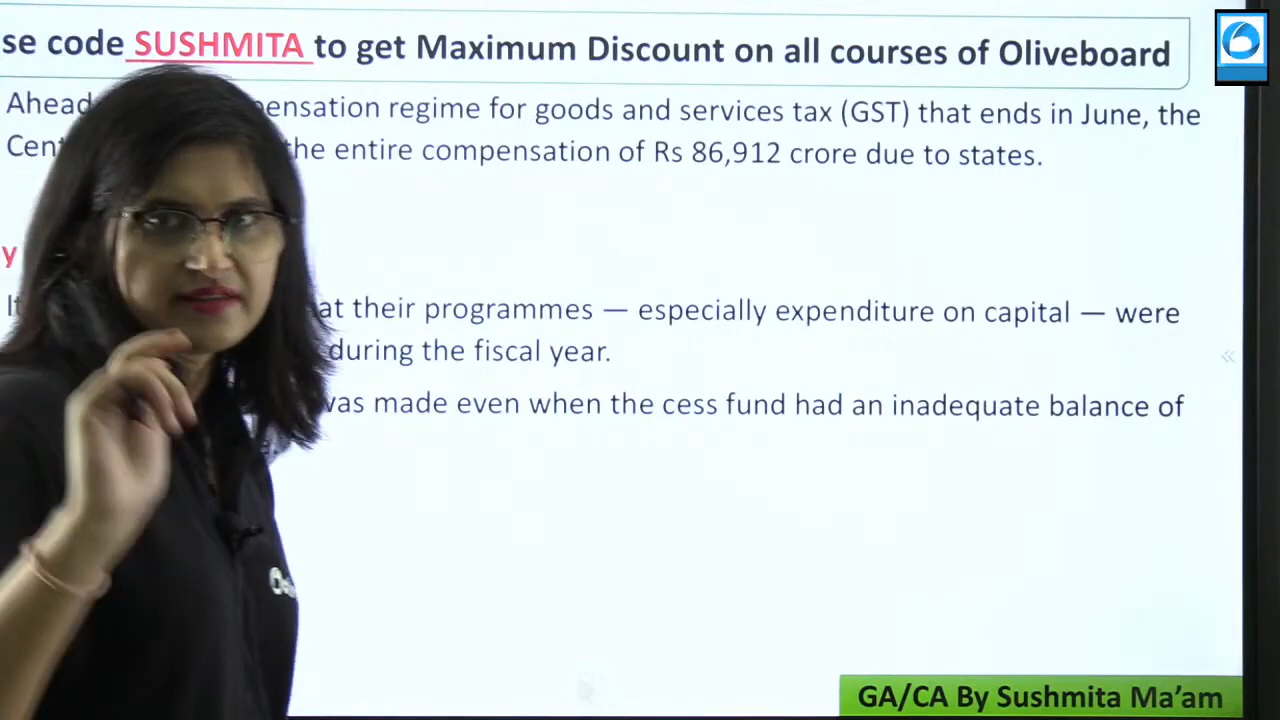 se code SUSHMITA to get Maximum Discount on all courses of Oliveboard
Ahead pensation regime for goods and services tax (GST) that ends in June, the
Cent the entire compensation of Rs 86,912 crore due to states.
y
It at their programmes — especially expenditure on capital — were
during the fiscal year.
was made even when the cess fund had an inadequate balance of
GA/CA By Sushmita Ma'am